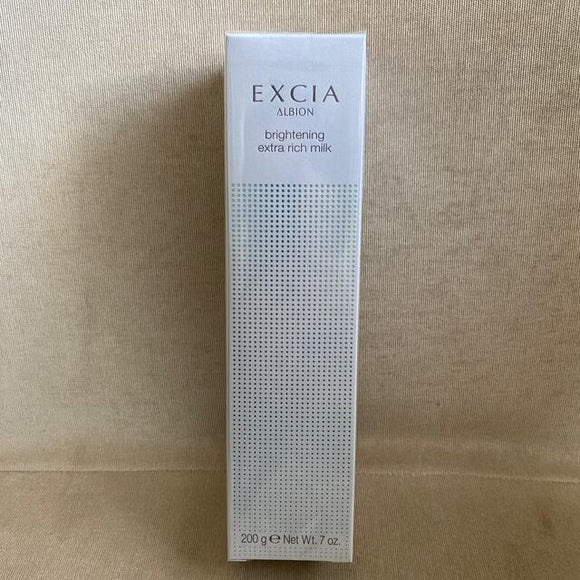 EXCIA
ALBION
brightening
extra rich milk
200 g ℮ Net Wt. 7 oz.